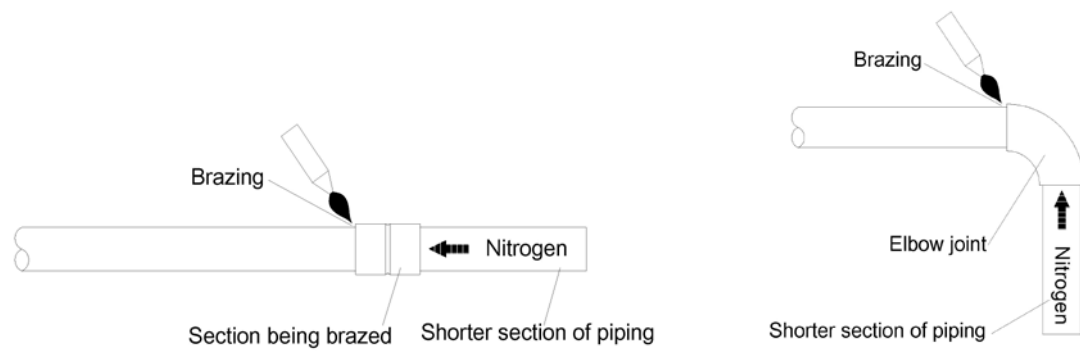 Brazing
Nitrogen
Section being brazed
Shorter section of piping
Brazing
Elbow joint
Nitrogen
Shorter section of piping